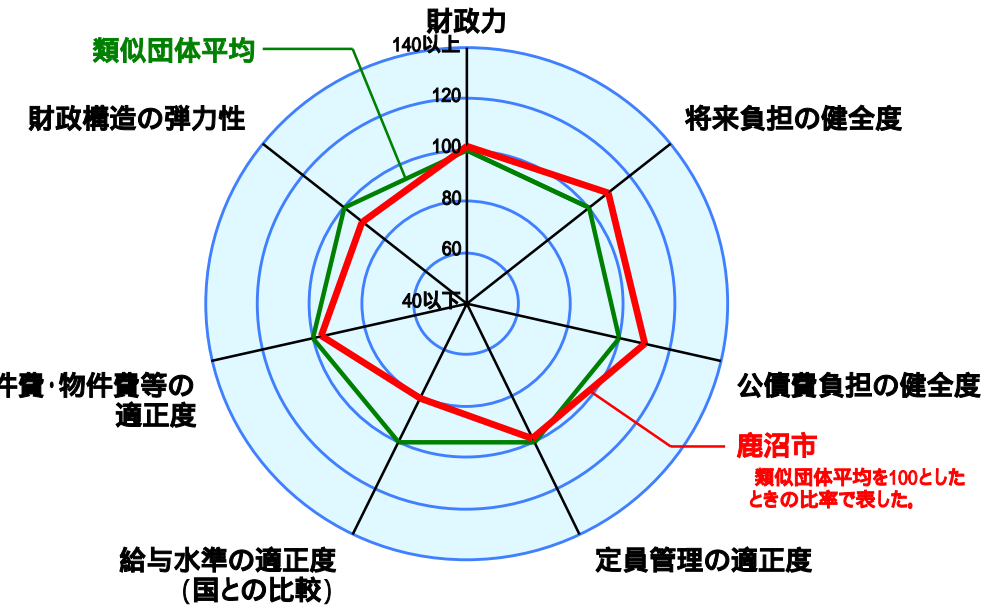 財政力
140以上
類似団体平均
120
財政構造の弾力性
将来負担の健全度
100
80
60
40以下
件費・物件費等の
適正度
公債費負担の健全度
鹿沼市
類似団体平均を100とした
ときの比率で表した。
給与水準の適正度
(国との比較)
定員管理の適正度